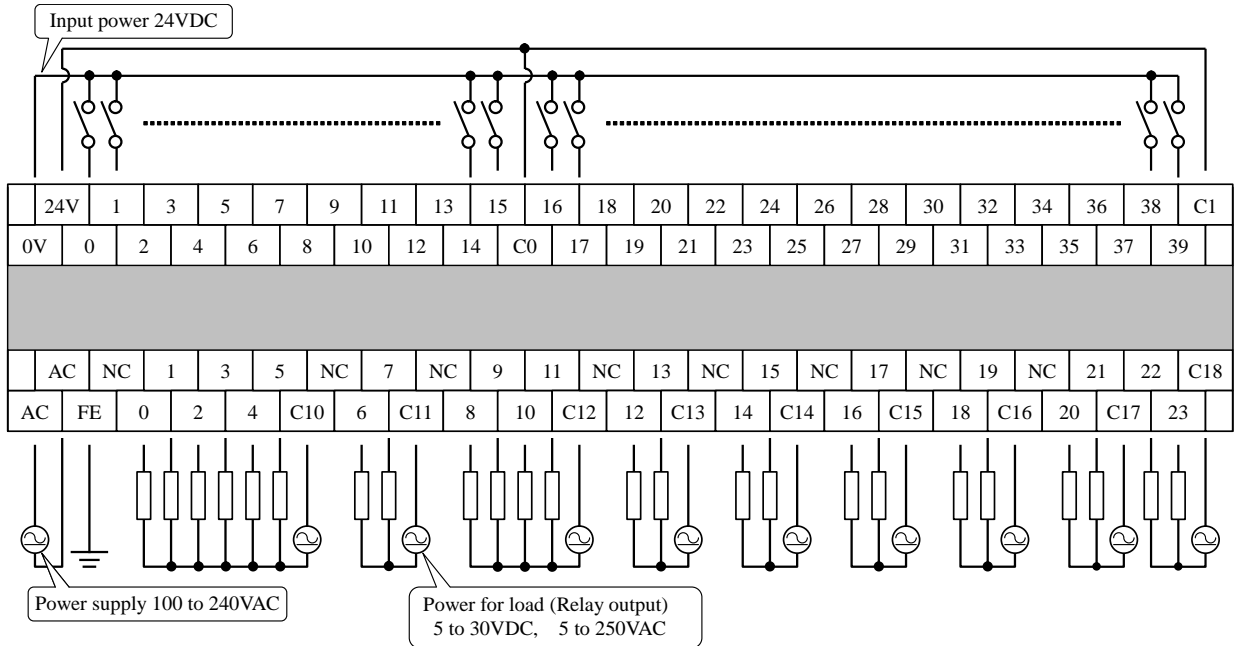 Input power 24VDC
24V 1 3 5 7 9 11 13 15 16 18 20 22 24 26 28 30 32 34 36 38 C1
0V 0 2 4 6 8 10 12 14 C0 17 19 21 23 25 27 29 31 33 35 37 39
AC NC 1 3 5 NC 7 NC 9 11 NC 13 NC 15 NC 17 NC 19 NC 21 22 C18
AC FE 0 2 4 C10 6 C11 8 10 C12 12 C13 14 C14 16 C15 18 C16 20 C17 23
Power supply 100 to 240VAC
Power for load (Relay output)
5 to 30VDC, 5 to 250VAC